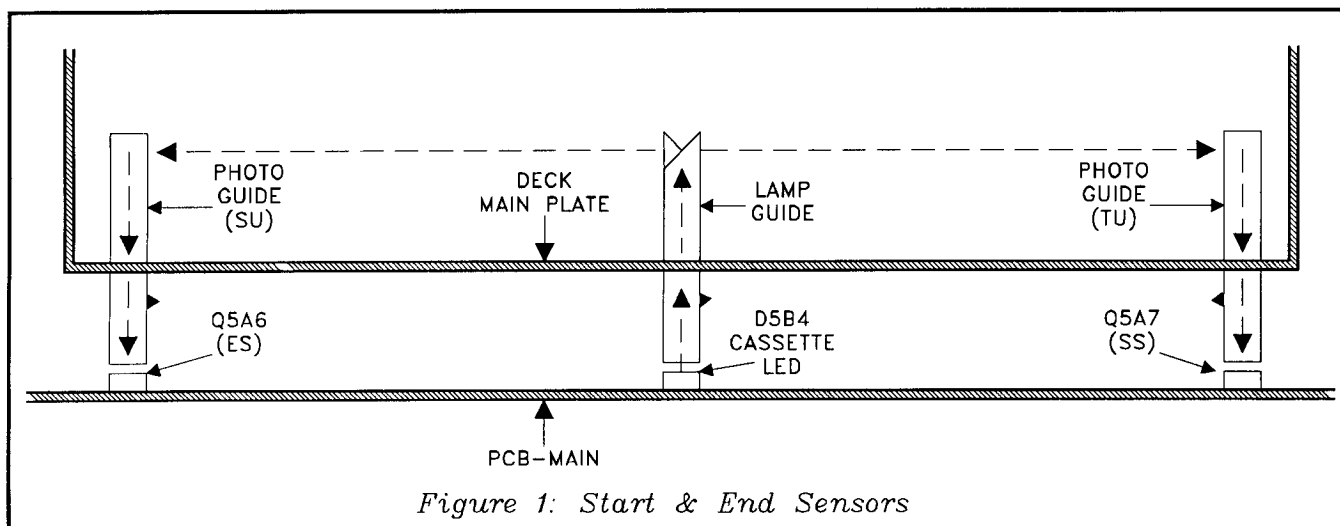 PHOTO
GUIDE
(SU)
DECK
MAIN PLATE
LAMP
GUIDE
PHOTO
GUIDE
(TU)
Q5A6
(ES)
D5B4
CASSETTE
LED
Q5A7
(SS)
PCB-MAIN
Figure 1: Start & End Sensors